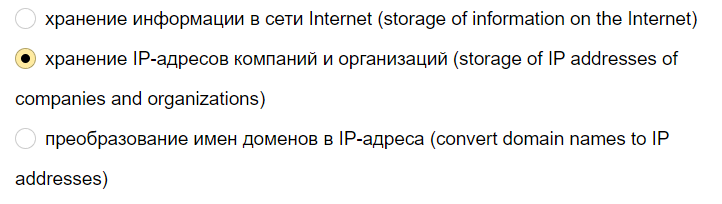 хранение информации в сети Internet (storage of information on the Internet)
хранение IP-адресов компаний и организаций (storage of IP addresses of
companies and organizations)
преобразование имен доменов в IP-адреса (convert domain names to IP
addresses)